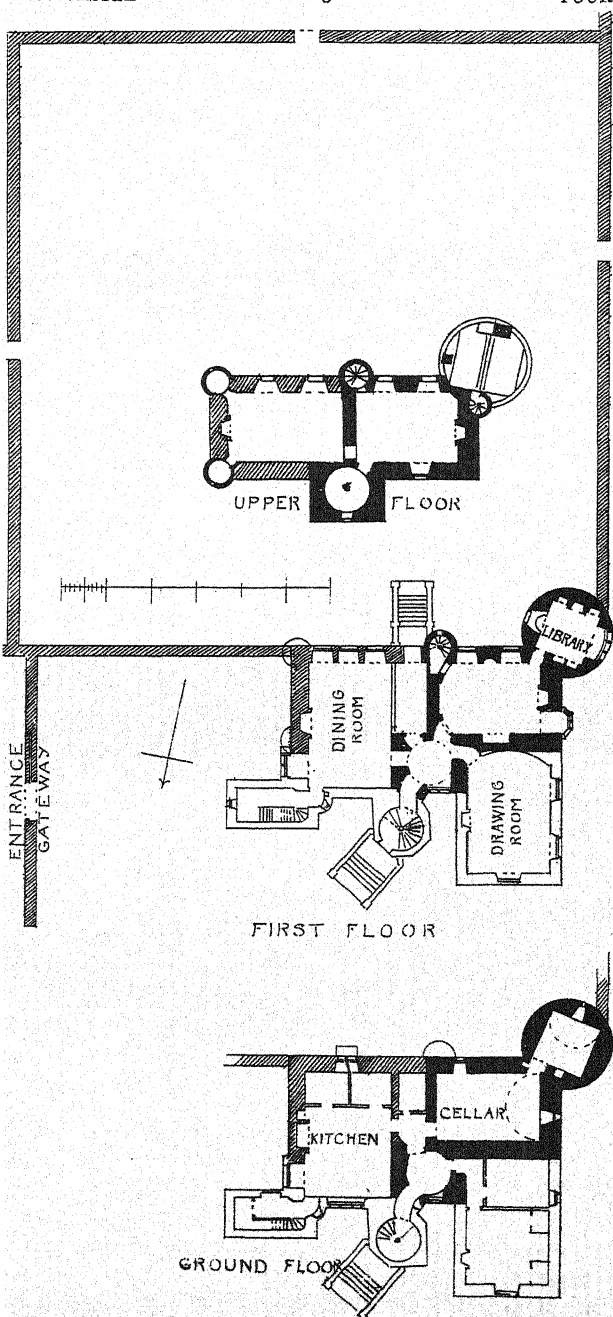 UPPER FLOOR
LIBRARY
DINING
ROOM
ENTRANCE
GATEWAY
DRAWING
ROOM
FIRST FLOOR
CELLAR
KITCHEN
GROUND FLOOR